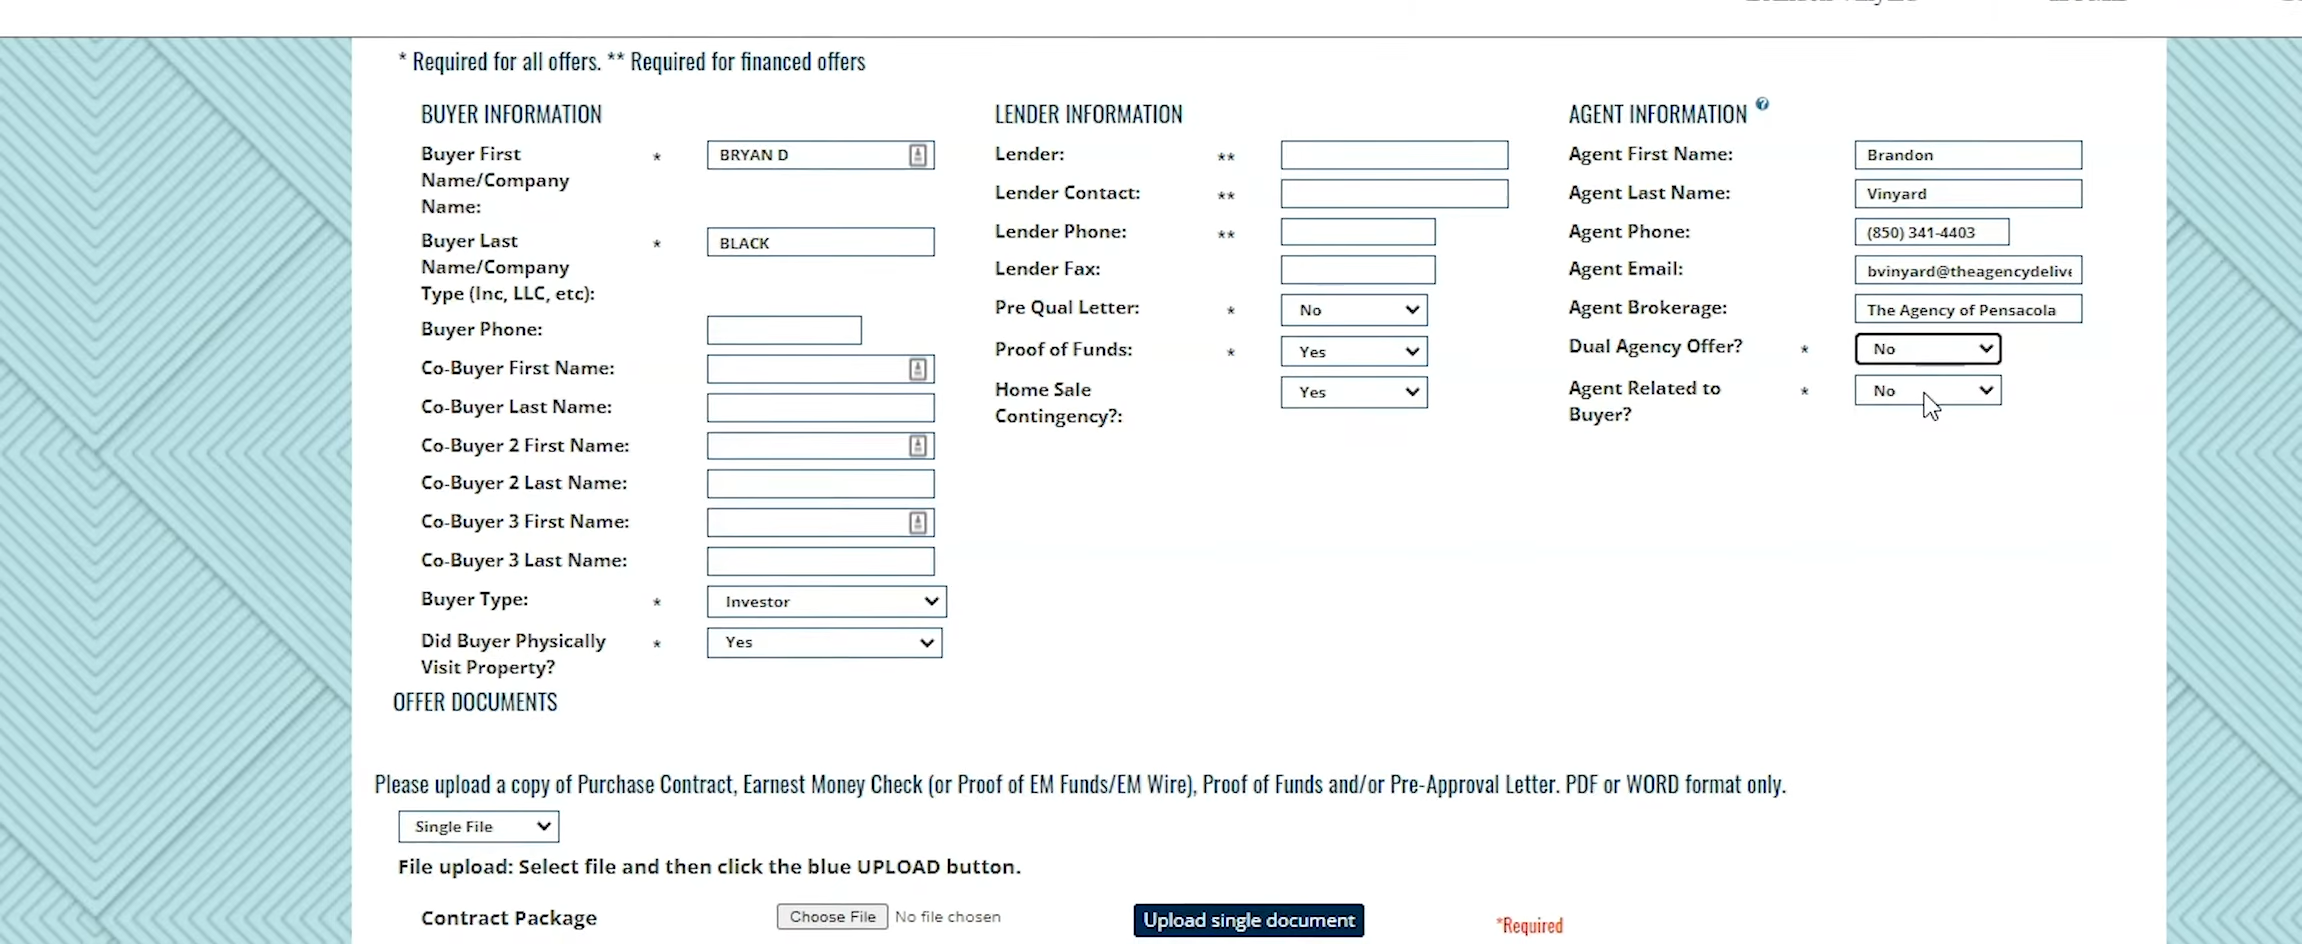 * Required for all offers. ** Required for financed offers
BUYER INFORMATION
Buyer First * BRYAN D
Name/Company
Name:
Buyer Last * BLACK
Name/Company
Type (Inc, LLC, etc):
Buyer Phone:
Co-Buyer First Name:
Co-Buyer Last Name:
Co-Buyer 2 First Name:
Co-Buyer 2 Last Name:
Co-Buyer 3 First Name:
Co-Buyer 3 Last Name:
Buyer Type: * Investor
Did Buyer Physically * Yes
Visit Property?
LENDER INFORMATION
Lender: **
Lender Contact: **
Lender Phone: **
Lender Fax:
Pre Qual Letter: * No
Proof of Funds: * Yes
Home Sale Yes
Contingency?:
AGENT INFORMATION ?
Agent First Name: Brandon
Agent Last Name: Vinyard
Agent Phone: (850) 341-4403
Agent Email: bvinyard@theagencydelive
Agent Brokerage: The Agency of Pensacola
Dual Agency Offer? * No
Agent Related to * No
Buyer?
OFFER DOCUMENTS
Please upload a copy of Purchase Contract, Earnest Money Check (or Proof of EM Funds/EM Wire), Proof of Funds and/or Pre-Approval Letter. PDF or WORD format only.
Single File
File upload: Select file and then click the blue UPLOAD button.
Contract Package Choose File No file chosen Upload single document *Required